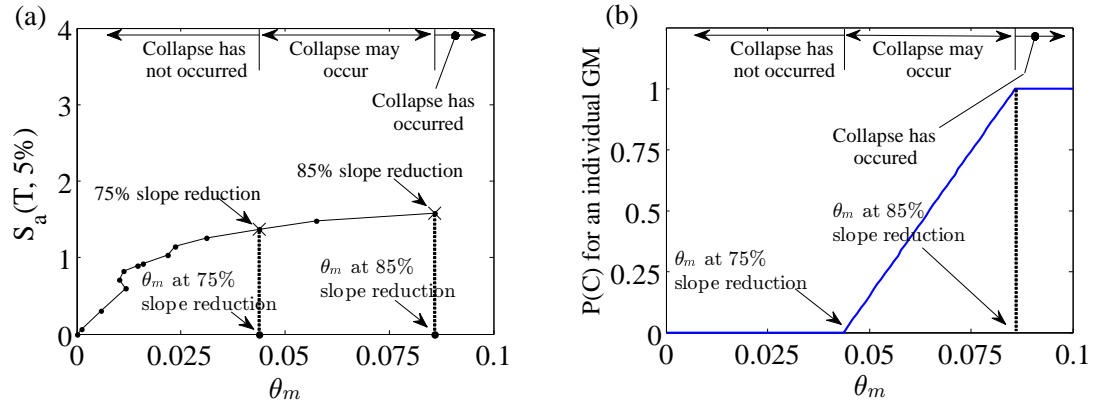 (a)
4
3
2
1
0
S_a(T, 5%)
Collapse has
not occurred
Collapse may
occur
Collapse has
occurred
75% slope reduction
85% slope reduction
θ_m at 75%
slope reduction
θ_m at 85%
slope reduction
0 0.025 0.05 0.075 0.1
θ_m
(b)
1
0.75
0.5
0.25
0
P(C) for an individual GM
Collapse has
not occurred
Collapse may
occur
Collapse has
occured
θ_m at 85%
slope reduction
θ_m at 75%
slope reduction
0 0.025 0.05 0.075 0.1
θ_m